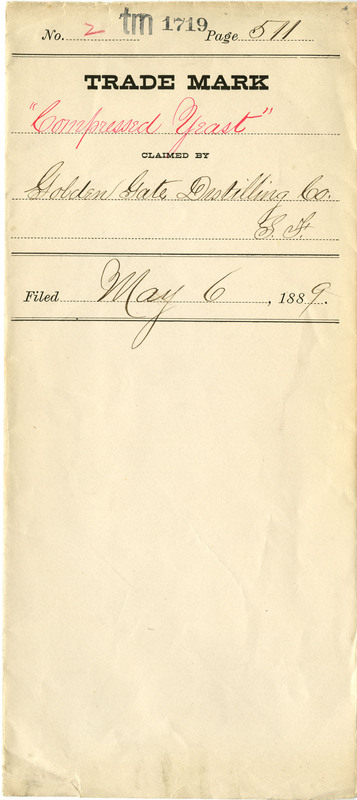 No. 2 tm 1719 Page 511
TRADE MARK
"Compressed Yeast"
CLAIMED BY
Golden Gate Distilling Co.
S. F.
Filed May 6, 1889.